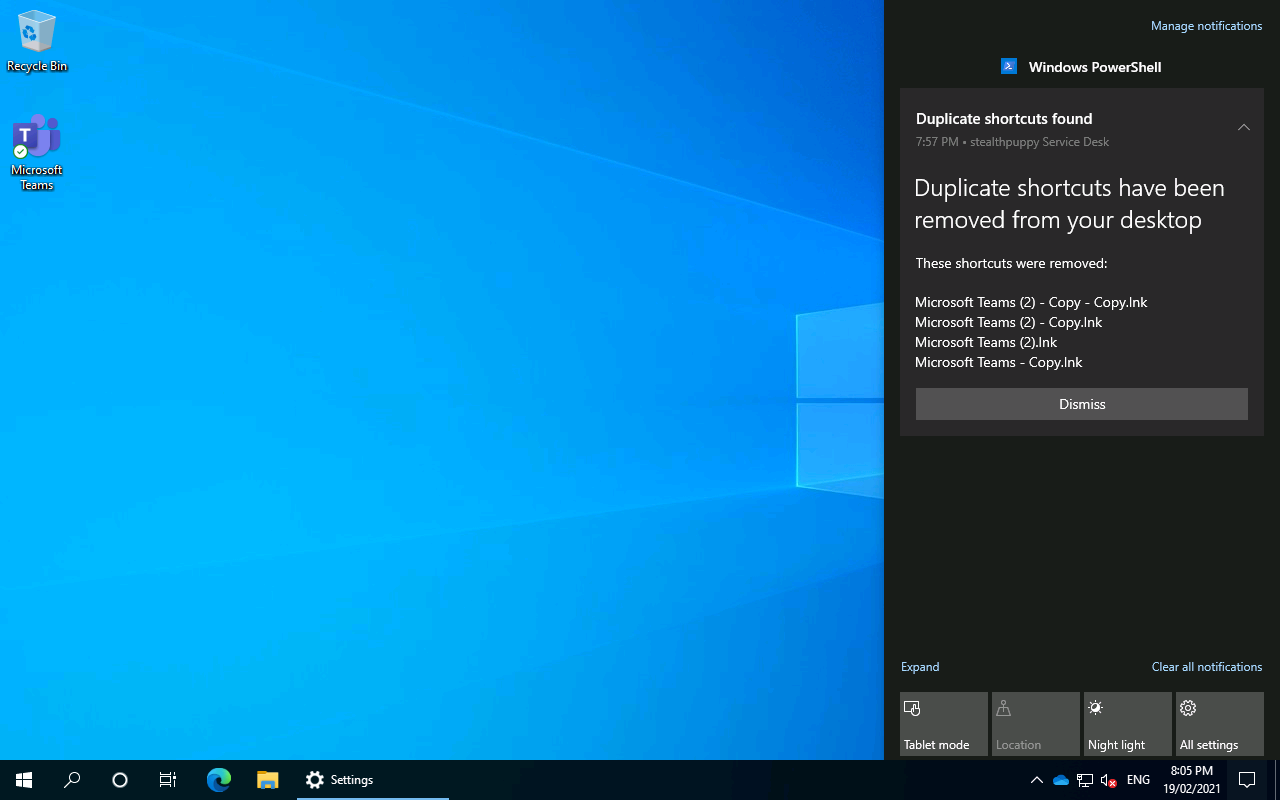 Recycle Bin
Microsoft
Teams
Manage notifications
Windows PowerShell
Duplicate shortcuts found
7:57 PM • stealthpuppy Service Desk
Duplicate shortcuts have been
removed from your desktop
These shortcuts were removed:
Microsoft Teams (2) - Copy - Copy.lnk
Microsoft Teams (2) - Copy.lnk
Microsoft Teams (2).lnk
Microsoft Teams - Copy.lnk
Dismiss
Expand
Clear all notifications
Tablet mode
Location
Night light
All settings
Settings
ENG
8:05 PM
19/02/2021